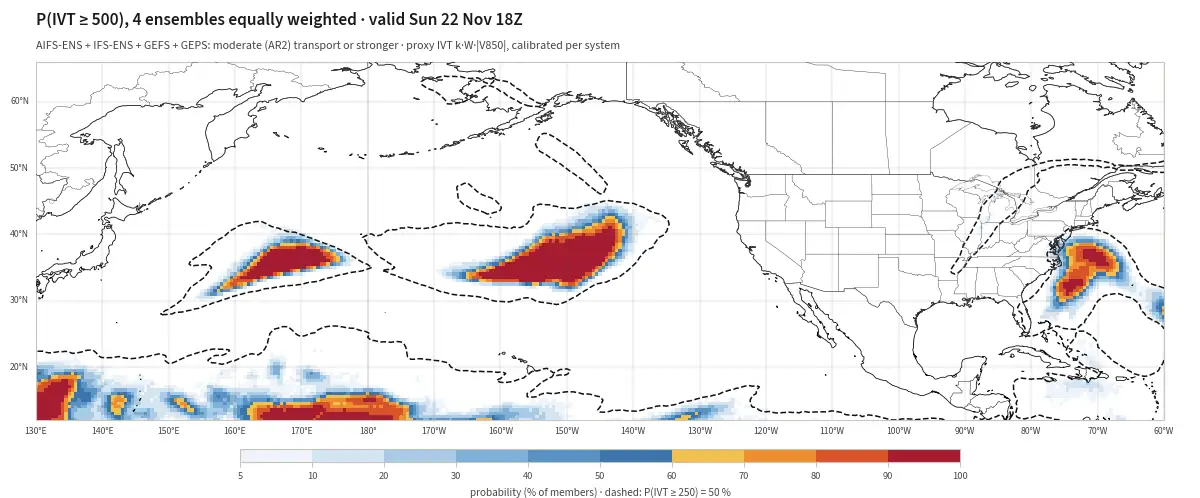 P(IVT ≥ 500), 4 ensembles equally weighted · valid Sun 22 Nov 18Z
AIFS-ENS + IFS-ENS + GEFS + GEPS: moderate (AR2) transport or stronger · proxy IVT k·W·|V850|, calibrated per system
60°N
50°N
40°N
30°N
20°N
130°E 140°E 150°E 160°E 170°E 180° 170°W 160°W 150°W 140°W 130°W 120°W 110°W 100°W 90°W 80°W 70°W 60°W
5 10 20 30 40 50 60 70 80 90 100
probability (% of members) · dashed: P(IVT ≥ 250) = 50 %